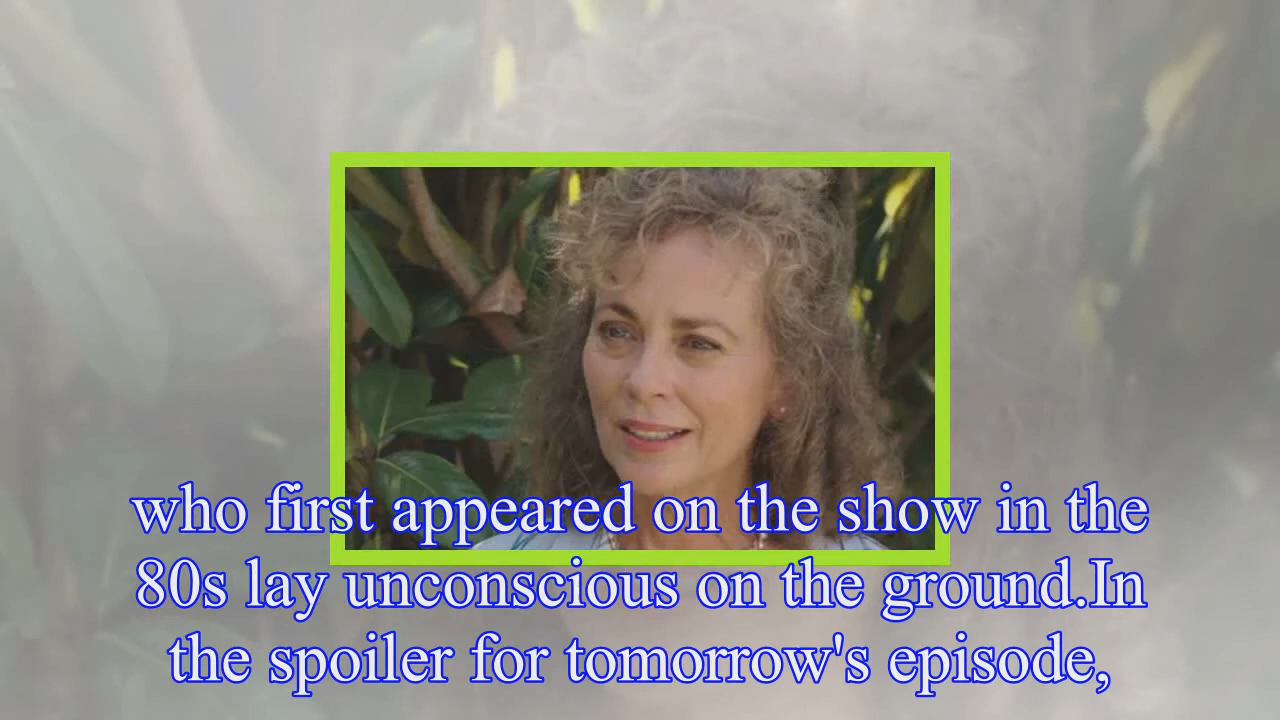 who first appeared on the show in the
80s lay unconscious on the ground.In
the spoiler for tomorrow's episode,